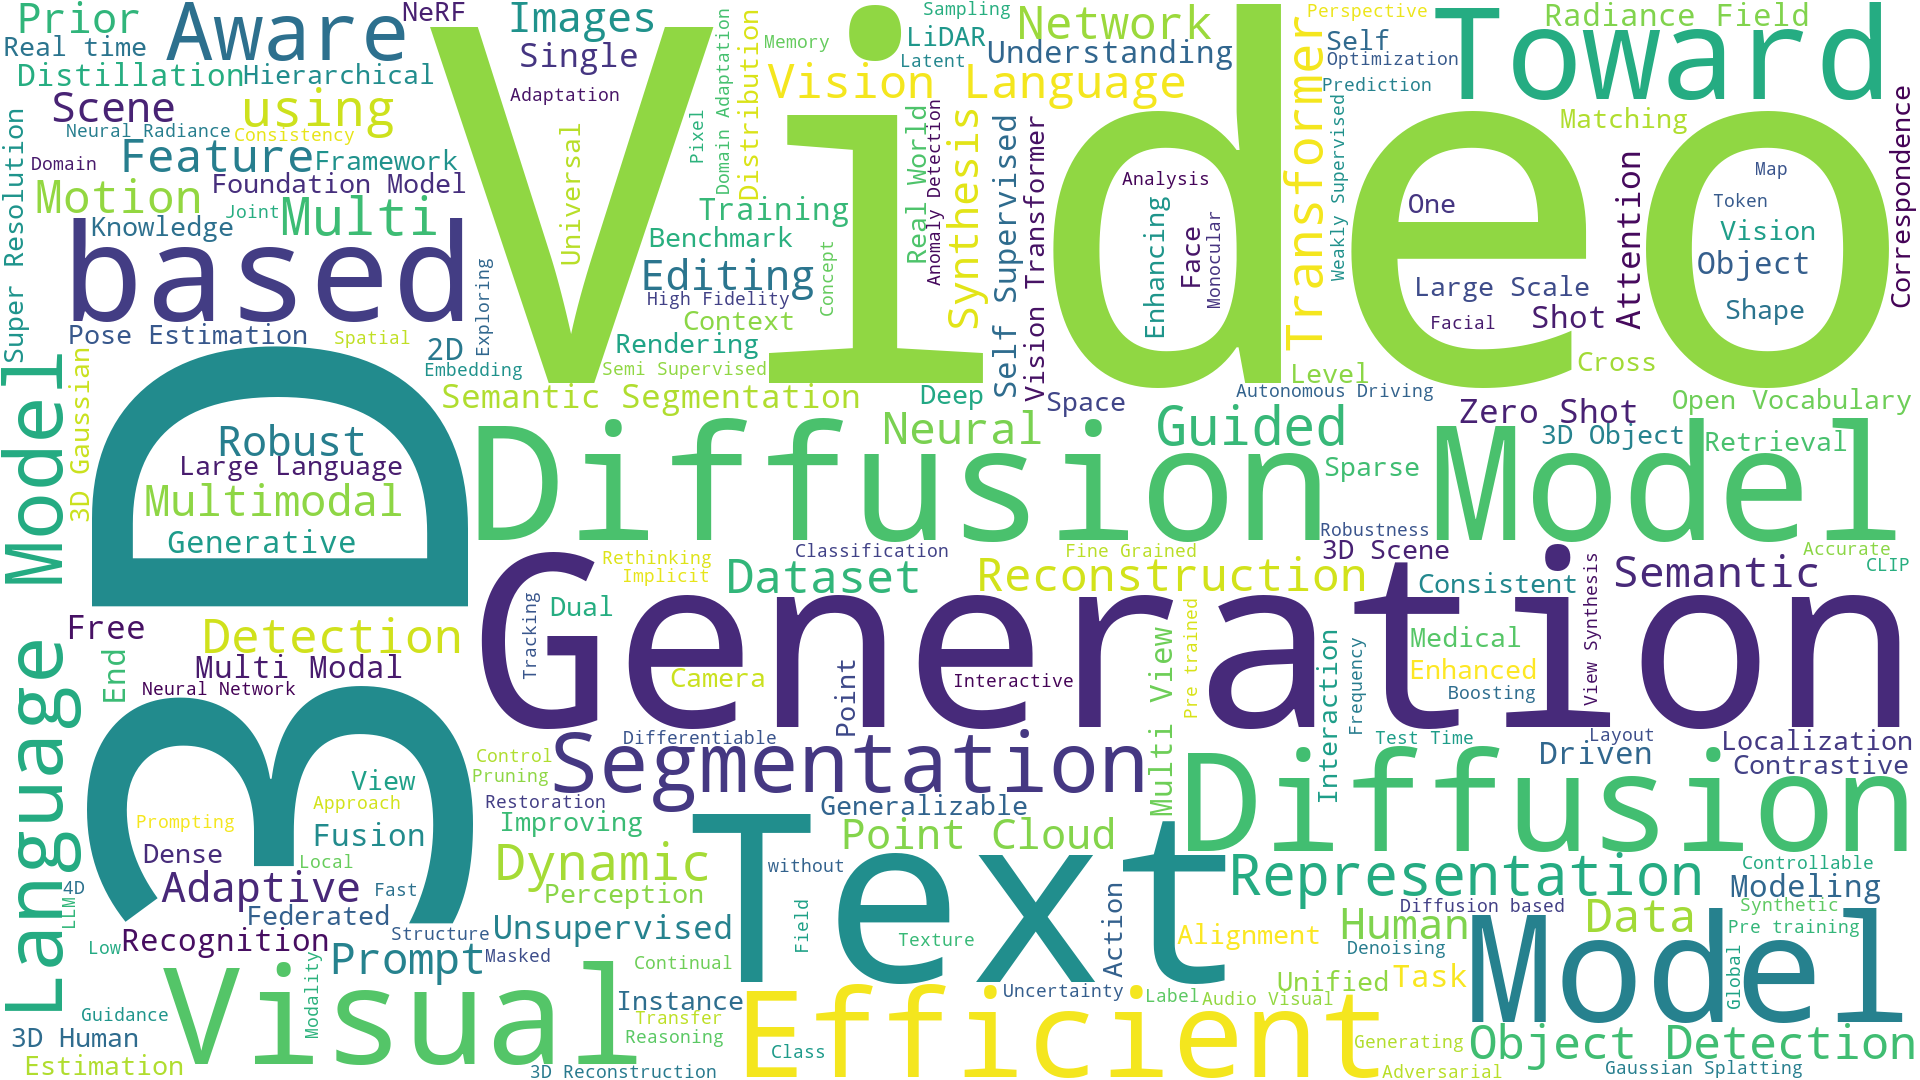 Prior
Aware
NeRF
Images
Real time
Single
Distillation
Hierarchical
Adaptation
Scene
using
Neural Radiance
Consistency
Domain
Feature
Framework
Motion
Foundation Model
Joint
Multi
Knowledge
based
Super Resolution
Pose Estimation
Spatial
2D
Exploring
Embedding
Video
Universal
Pixel
Domain Adaptation
Distribution
Memory
Sampling
LiDAR
Latent
Network
Understanding
Vision Language
Training
Benchmark
Editing
High Fidelity
Context
Concept
Rendering
Semi Supervised
Real World
Anomaly Detection
Synthesis
Self Supervised
Vision Transformer
Analysis
Enhancing
Face
Monocular
Transformer
Perspective
Self
Optimization
Prediction
Weakly Supervised
Toward
Radiance Field
Matching
Correspondence
One
Attention
Large Scale
Facial
Shot
Map
Token
Vision
Object
Shape
Cross
Level
Autonomous Driving
Open Vocabulary
Semantic Segmentation
Deep
Space
Zero Shot
3D Object
Retrieval
Language Model
3D Gaussian
3D
Robust
Large Language
Multimodal
Generative
Diffusion Model
Neural
Guided
Sparse
Robustness
Rethinking
Implicit
Classification
Fine Grained
3D Scene
Accurate
CLIP
Dataset
Reconstruction
Consistent
View Synthesis
Semantic
Tracking
Dual
Generation
Free
Detection
End
Multi Modal
Neural Network
Camera
Point
Interactive
Multi View
Pre trained
Interaction
Frequency
Medical
Enhanced
Boosting
Differentiable
Control
Pruning
Segmentation
Test Time
Driven
Layout
Localization
Contrastive
View
Approach
Prompting
Fusion
Dense
Local
Restoration
Improving
Generalizable
Diffusion
Point Cloud
Dynamic
Text
without
Perception
Adaptive
Fast
4D
LLM
Federated
Structure
Low
Recognition
Unsupervised
Masked
Field
Texture
Action
Representation
Controllable
Modeling
Diffusion based
Synthetic
Human
Data
Pre training
Alignment
Denoising
Prompt
Visual
Modality
Continual
Instance
Transfer
Reasoning
Efficient
Uncertainty
Label
Audio Visual
Unified
Task
Model
Global
Guidance
3D Human
Estimation
3D Reconstruction
Class
Generating
Adversarial
Object Detection
Gaussian Splatting